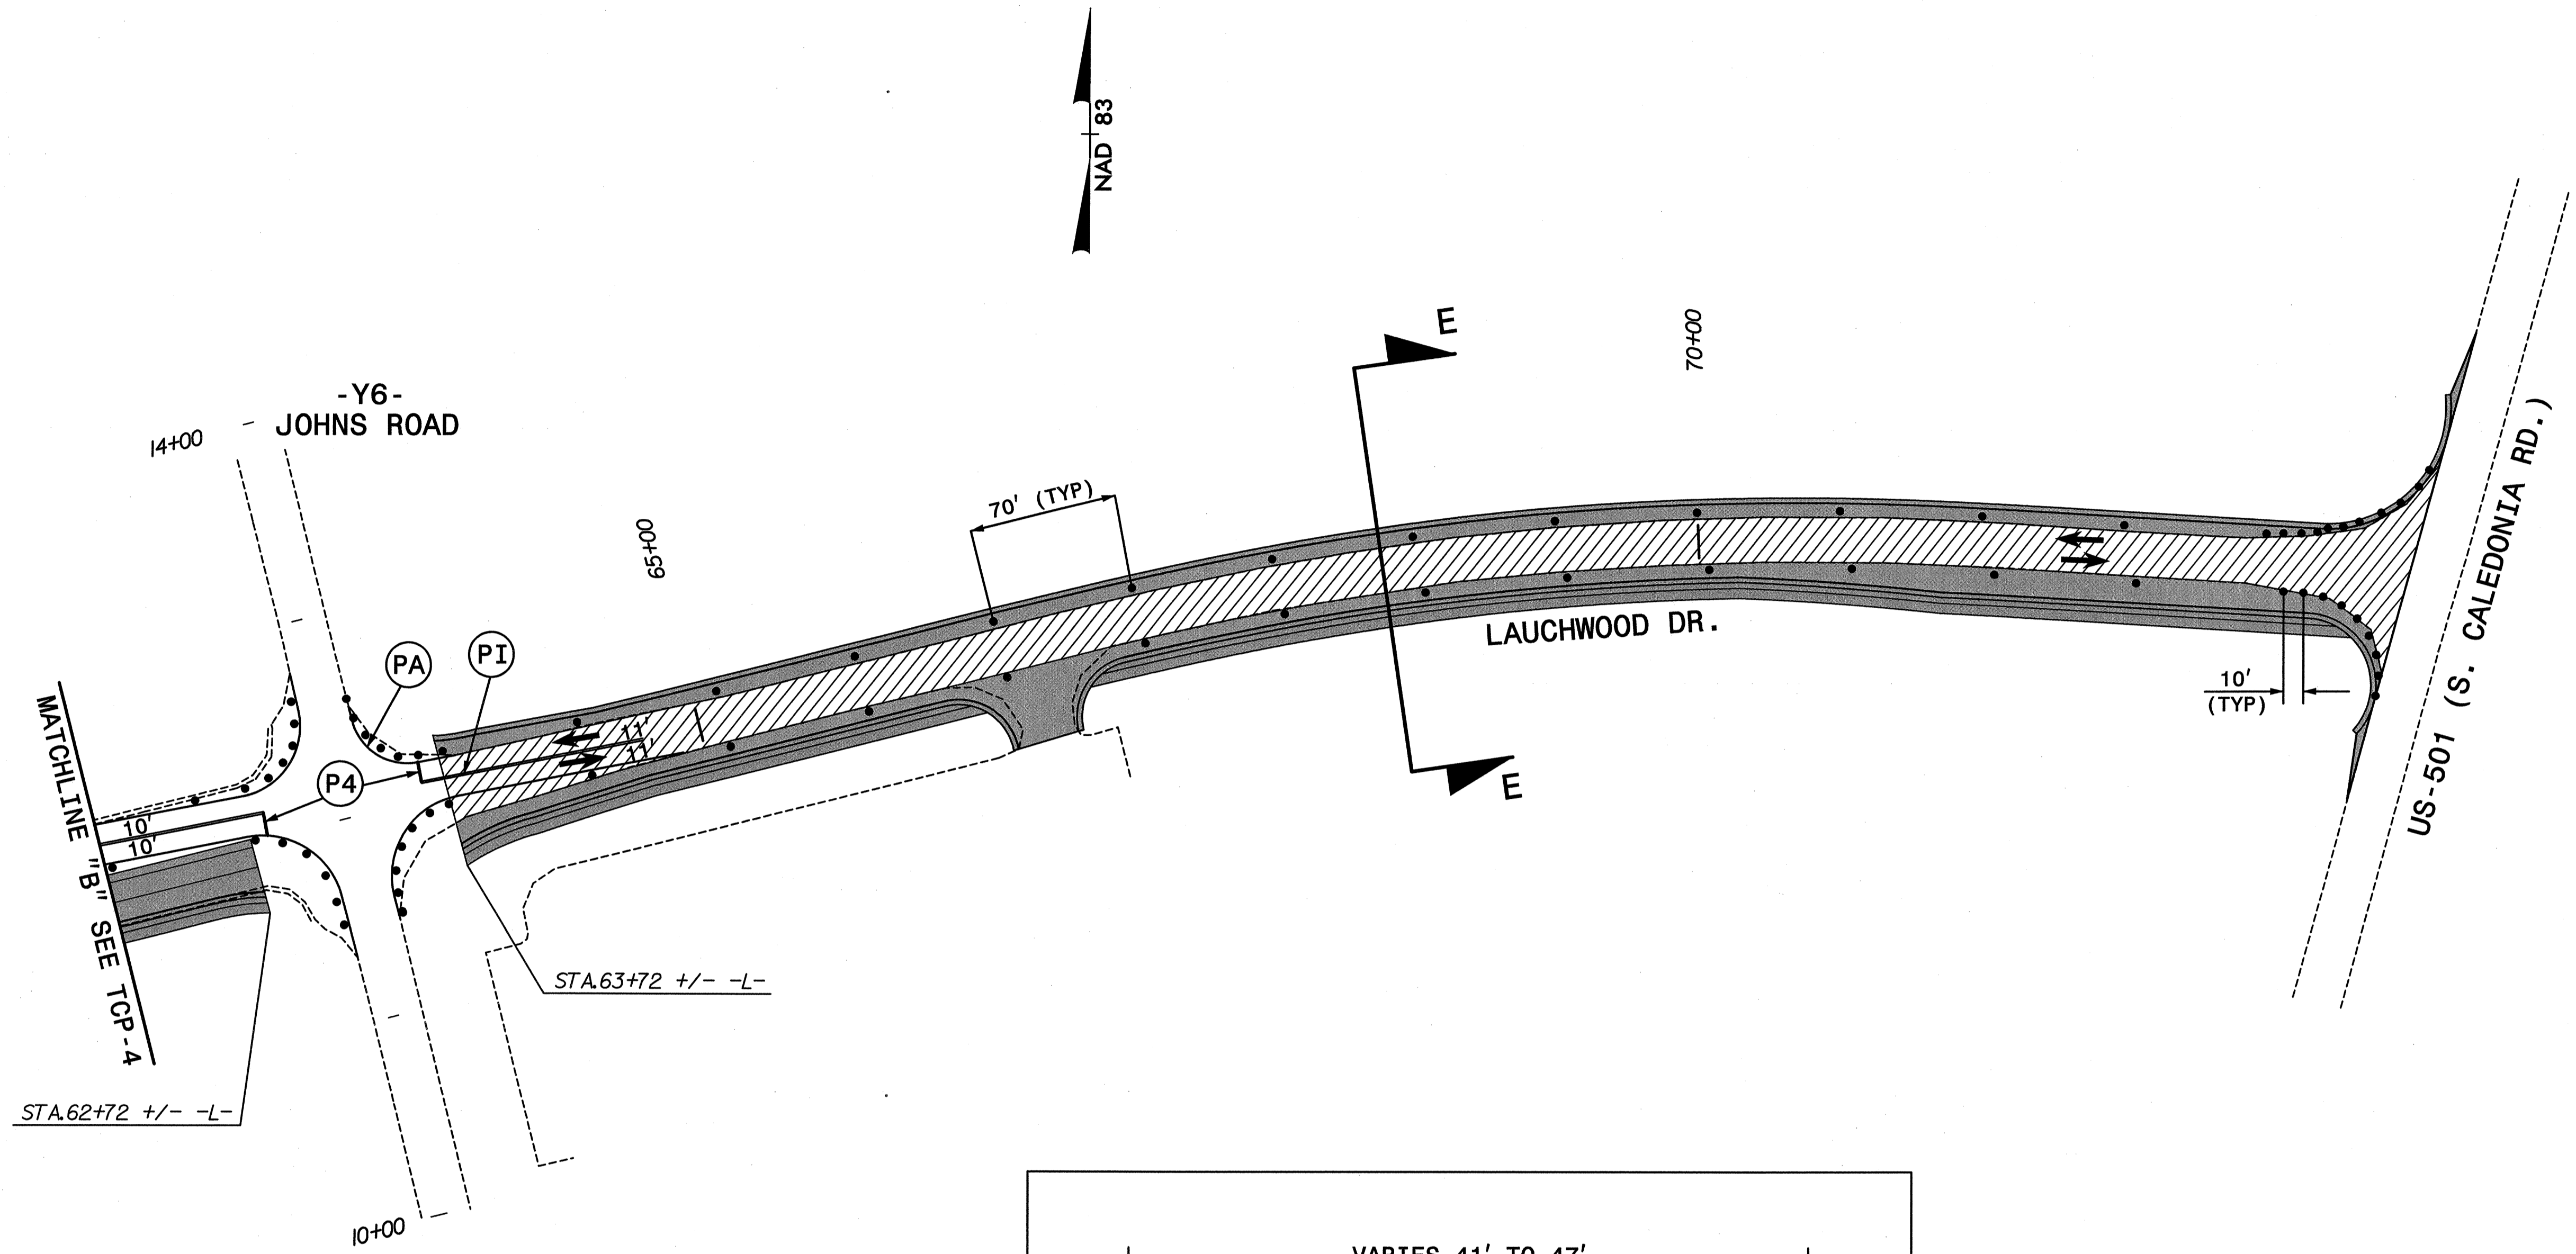 NAD 83
E
70+00
-Y6-
JOHNS ROAD
14+00
70' (TYP)
65+00
US-501 (S. CALEDONIA RD.)
LAUCHWOOD DR.
PA
PI
10'
(TYP)
11'
11'
MATCHLINE "B" SEE TCP-4
P4
10'
10'
E
STA.63+72 +/- -L-
STA.62+72 +/- -L-
10+00
VARIES 41' TO 47'